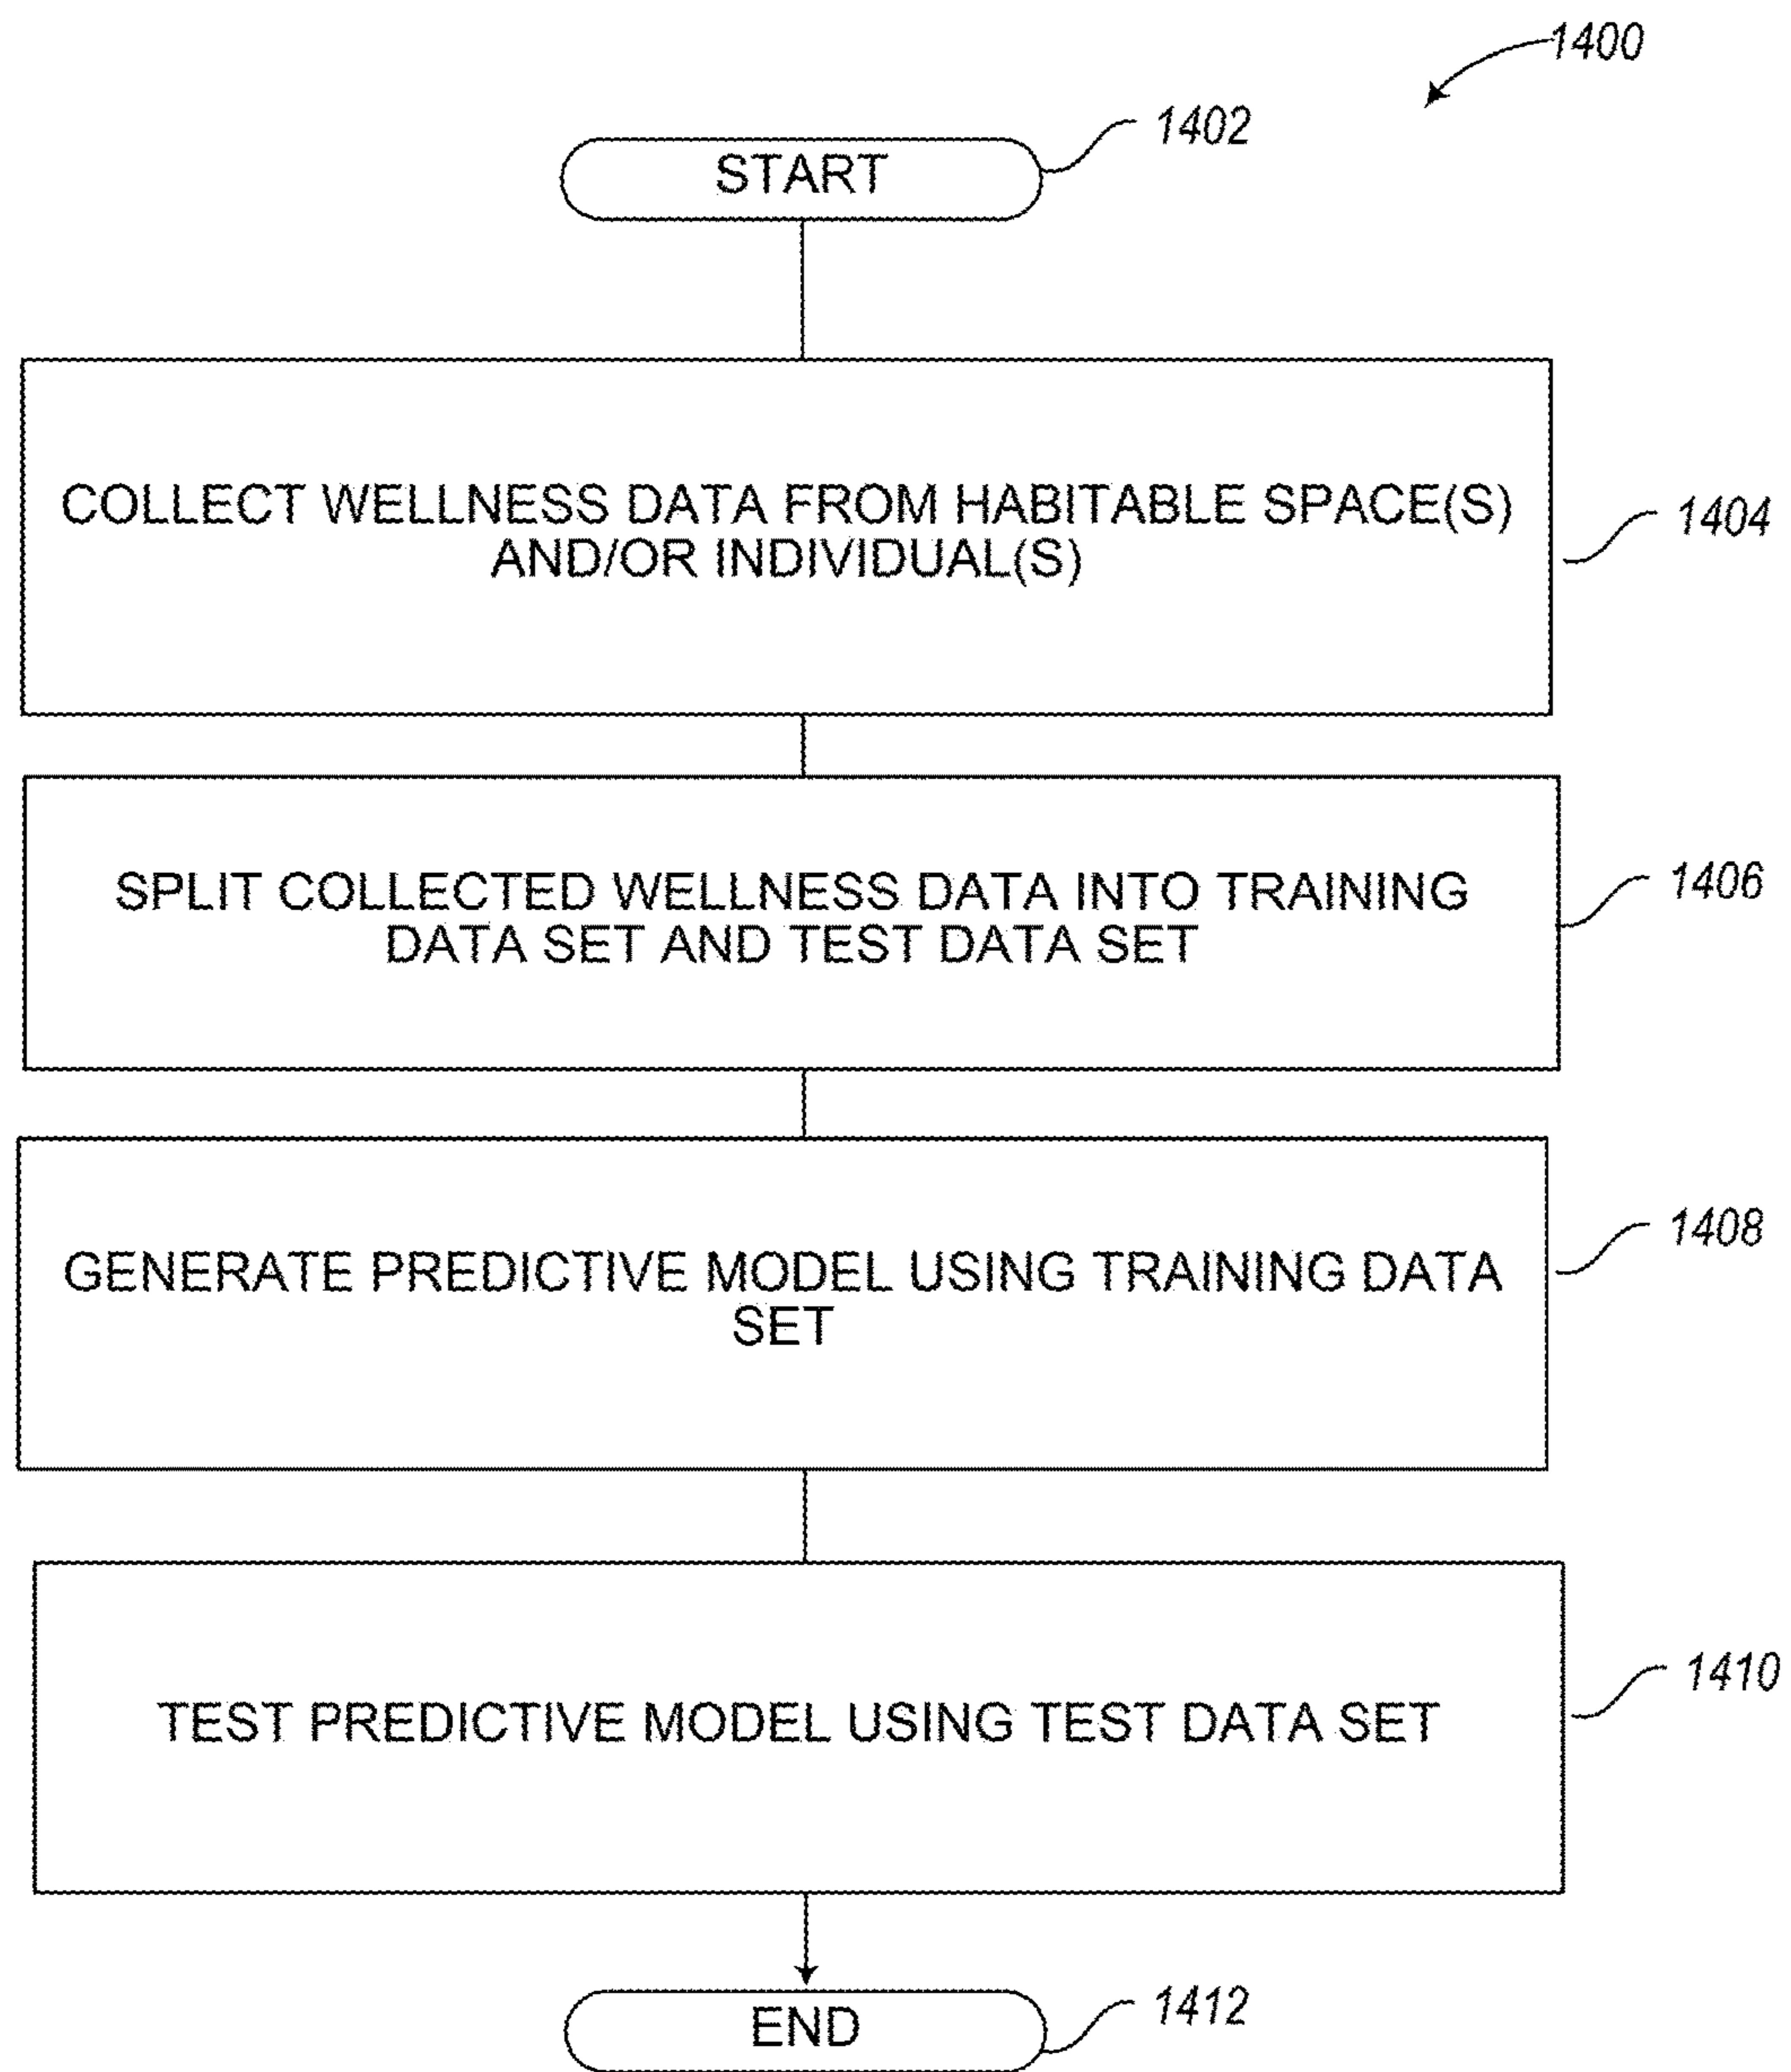 1400
START
1402
COLLECT WELLNESS DATA FROM HABITABLE SPACE(S)
AND/OR INDIVIDUAL(S)
1404
SPLIT COLLECTED WELLNESS DATA INTO TRAINING
DATA SET AND TEST DATA SET
1406
GENERATE PREDICTIVE MODEL USING TRAINING DATA
SET
1408
TEST PREDICTIVE MODEL USING TEST DATA SET
1410
END
1412